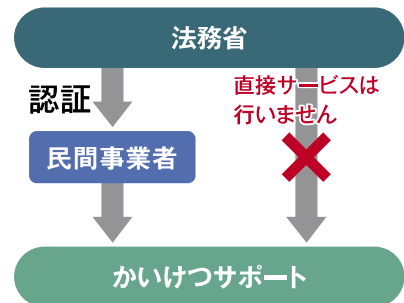 法務省
認証
直接サービスは
行いません
民間事業者
かいけつサポート